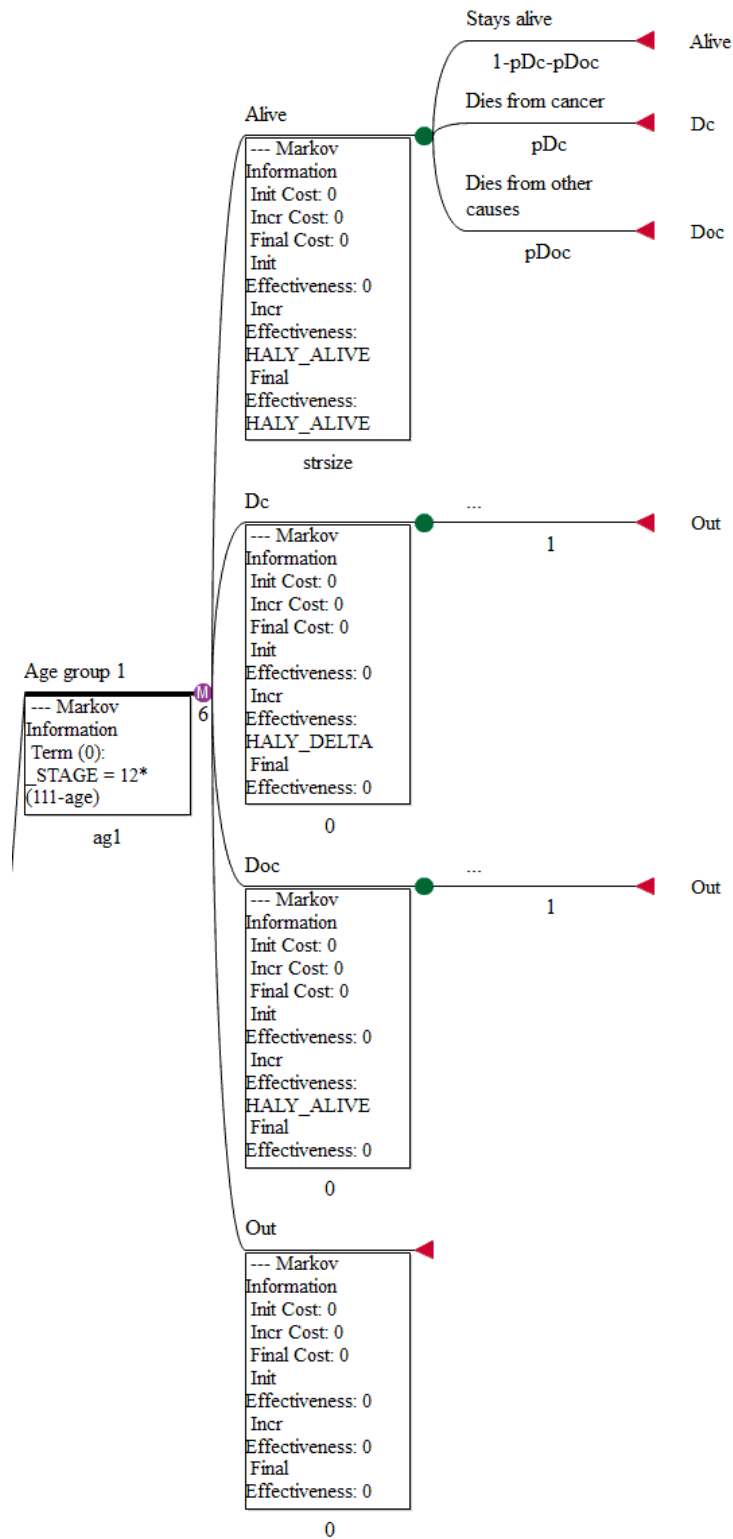 Stays alive
Alive
1-pDc-pDoc
Dies from cancer
Dc
pDc
Dies from other
causes
Doc
pDoc
Alive
--- Markov
Information
Init Cost: 0
Incr Cost: 0
Final Cost: 0
Init
Effectiveness: 0
Incr
Effectiveness:
HALY_ALIVE
Final
Effectiveness:
HALY_ALIVE
strsize
Dc
...
Out
1
--- Markov
Information
Init Cost: 0
Incr Cost: 0
Final Cost: 0
Init
Effectiveness: 0
Incr
Effectiveness:
HALY_DELTA
Final
Effectiveness: 0
0
Age group 1
M
6
--- Markov
Information
Term (0):
_STAGE = 12*
(111-age)
ag1
Doc
...
Out
1
--- Markov
Information
Init Cost: 0
Incr Cost: 0
Final Cost: 0
Init
Effectiveness: 0
Incr
Effectiveness:
HALY_ALIVE
Final
Effectiveness: 0
0
Out
--- Markov
Information
Init Cost: 0
Incr Cost: 0
Final Cost: 0
Init
Effectiveness: 0
Incr
Effectiveness: 0
Final
Effectiveness: 0
0